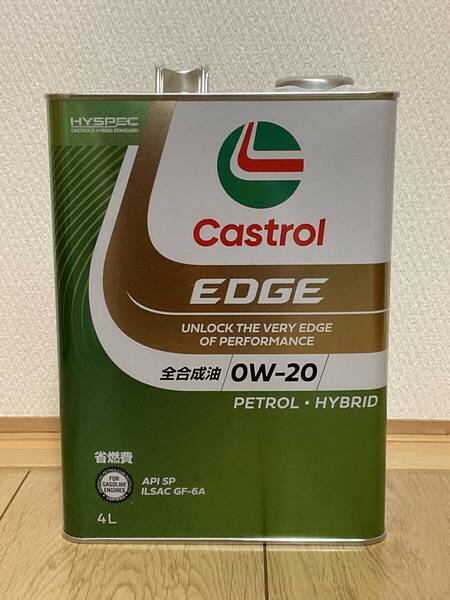 HYSPEC
CASTROL'S HYBRID STANDARD
Castrol
EDGE
UNLOCK THE VERY EDGE
OF PERFORMANCE
全合成油 0W-20
PETROL • HYBRID
省燃費
FOR
GASOLINE
ENGINES
API SP
ILSAC GF-6A
4L